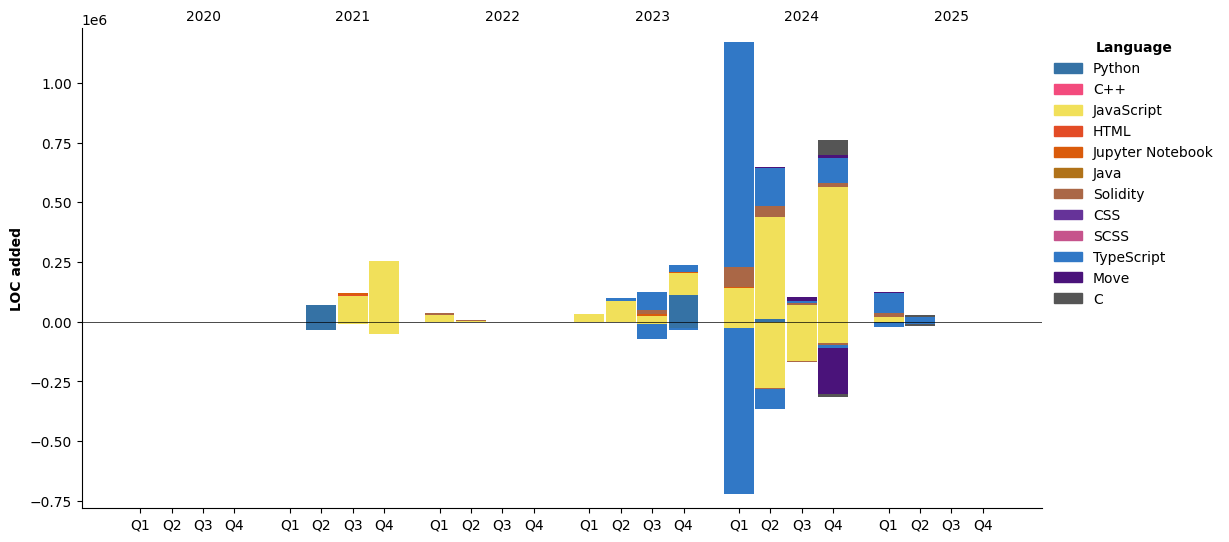 2020 2021 2022 2023 2024 2025
1e6
Language
Python
C++
JavaScript
HTML
Jupyter Notebook
Java
Solidity
CSS
SCSS
TypeScript
Move
C
LOC added
1.00
0.75
0.50
0.25
0.00
−0.25
−0.50
−0.75
Q1 Q2 Q3 Q4 Q1 Q2 Q3 Q4 Q1 Q2 Q3 Q4 Q1 Q2 Q3 Q4 Q1 Q2 Q3 Q4 Q1 Q2 Q3 Q4